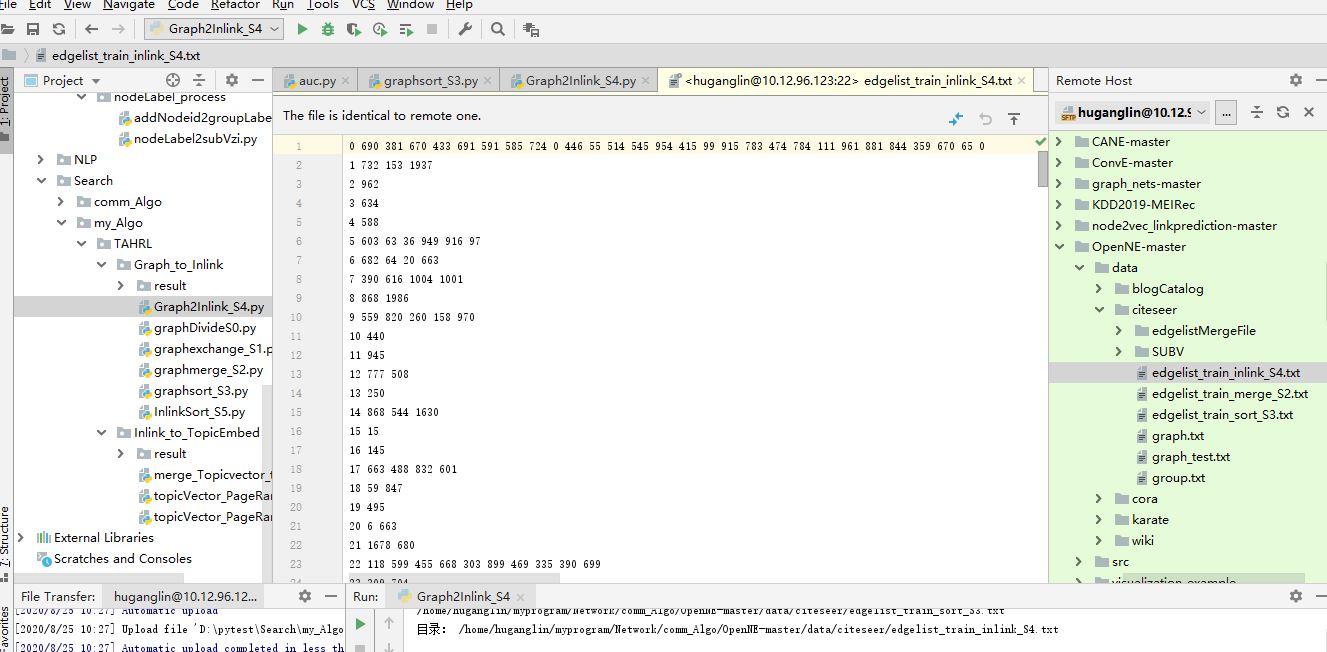 File Edit View Navigate Code Refactor Run Tools VCS Window Help
Graph2Inlink_S4
edgelist_train_inlink_S4.txt
Project
auc.py graphsort_S3.py Graph2Inlink_S4.py <huganglin@10.12.96.123:22> edgelist_train_inlink_S4.txt
Remote Host
1: Project
nodeLabel_process
addNodeid2groupLabe
nodeLabel2subVzi.py
NLP
Search
comm_Algo
my_Algo
TAHRL
Graph_to_Inlink
result
Graph2Inlink_S4.py
graphDivideS0.py
graphexchange_S1.p
graphmerge_S2.py
graphsort_S3.py
InlinkSort_S5.py
Inlink_to_TopicEmbed
result
merge_Topicvector_t
topicVector_PageRa
topicVector_PageRa
External Libraries
Scratches and Consoles
The file is identical to remote one.
1 0 690 381 670 433 691 591 585 724 0 446 55 514 545 954 415 99 915 783 474 784 111 961 881 844 359 670 65 0
2 1 732 153 1937
3 2 962
4 3 634
5 4 588
6 5 603 63 36 949 916 97
7 6 682 64 20 663
8 7 390 616 1004 1001
9 8 868 1986
10 9 559 820 260 158 970
11 10 440
12 11 945
13 12 777 508
14 13 250
15 14 868 544 1630
16 15 15
17 16 145
18 17 663 488 832 601
19 18 59 847
20 19 495
21 20 6 663
22 21 1678 680
23 22 118 599 455 668 303 899 469 335 390 699
huganglin@10.12.9 ...
CANE-master
ConvE-master
graph_nets-master
KDD2019-MEIRec
node2vec_linkprediction-master
OpenNE-master
data
blogCatalog
citeseer
edgelistMergeFile
SUBV
edgelist_train_inlink_S4.txt
edgelist_train_merge_S2.txt
edgelist_train_sort_S3.txt
graph.txt
graph_test.txt
group.txt
cora
karate
wiki
src
visualization_example
7: Structure
Favorites
File Transfer: huganglin@10.12.96.12...
[2020/8/25 10:27] Automatic upload
[2020/8/25 10:27] Upload file 'D:\pytest\Search\my_Algo
[2020/8/25 10:27] Automatic upload completed in less th
Run: Graph2Inlink_S4
/home/huganglin/myprogram/Network/comm_Algo/OpenNE-master/data/citeseer/edgelist_train_sort_S3.txt
目录: /home/huganglin/myprogram/Network/comm_Algo/OpenNE-master/data/citeseer/edgelist_train_inlink_S4.txt